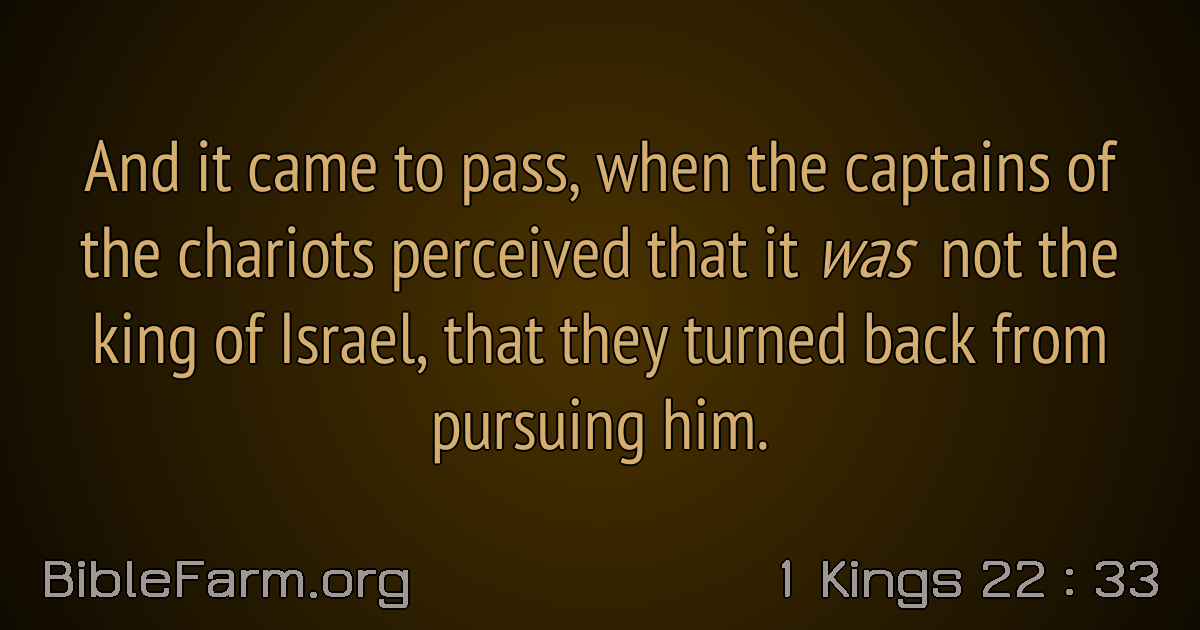 And it came to pass, when the captains of
the chariots perceived that it was not the
king of Israel, that they turned back from
pursuing him.
BibleFarm.org
1 Kings 22 : 33